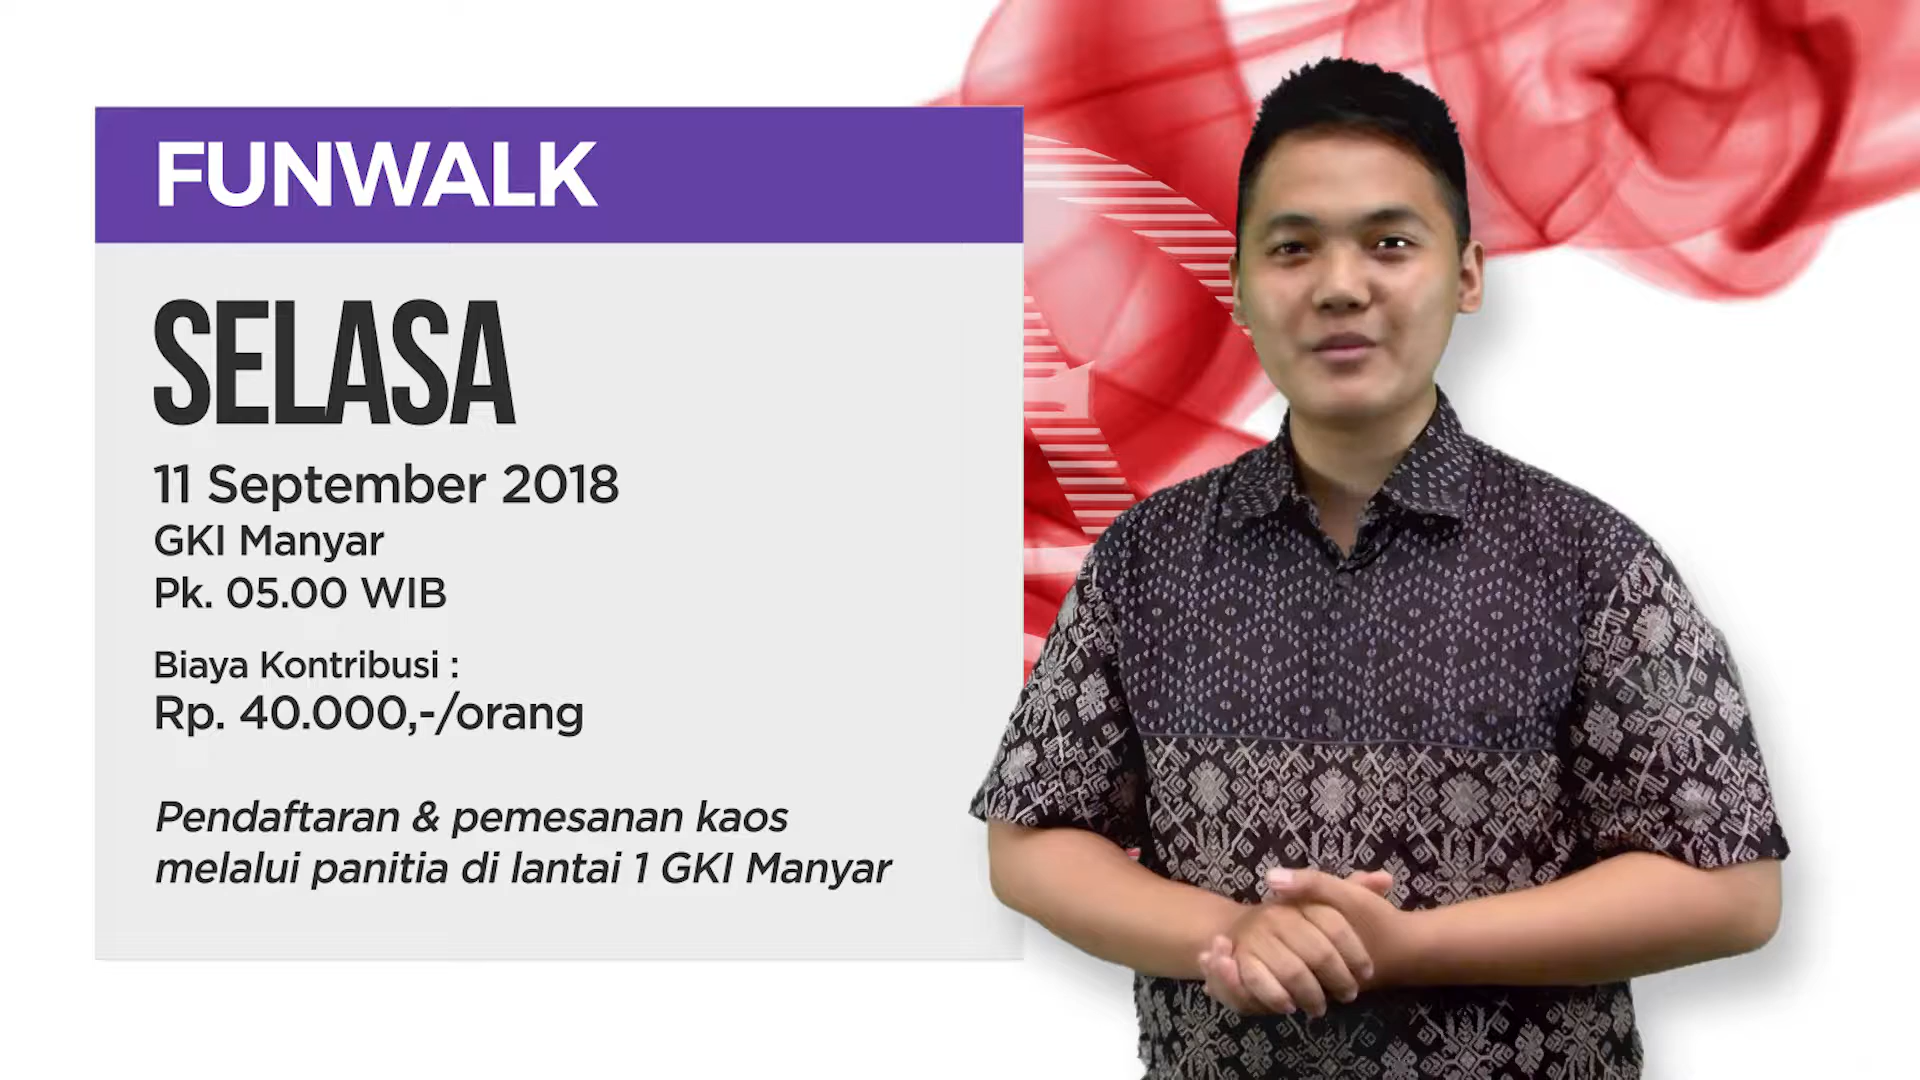 FUNWALK
SELASA
11 September 2018
GKI Manyar
Pk. 05.00 WIB
Biaya Kontribusi :
Rp. 40.000,-/orang
Pendaftaran & pemesanan kaos
melalui panitia di lantai 1 GKI Manyar